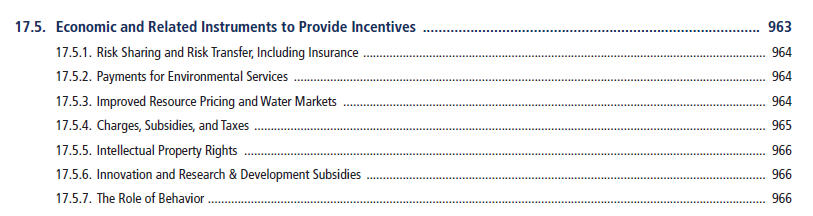 17.5. Economic and Related Instruments to Provide Incentives ........................................................................ 963
17.5.1. Risk Sharing and Risk Transfer, Including Insurance ........................................................................ 964
17.5.2. Payments for Environmental Services ........................................................................ 964
17.5.3. Improved Resource Pricing and Water Markets ........................................................................ 964
17.5.4. Charges, Subsidies, and Taxes ........................................................................ 965
17.5.5. Intellectual Property Rights ........................................................................ 966
17.5.6. Innovation and Research & Development Subsidies ........................................................................ 966
17.5.7. The Role of Behavior ........................................................................ 966